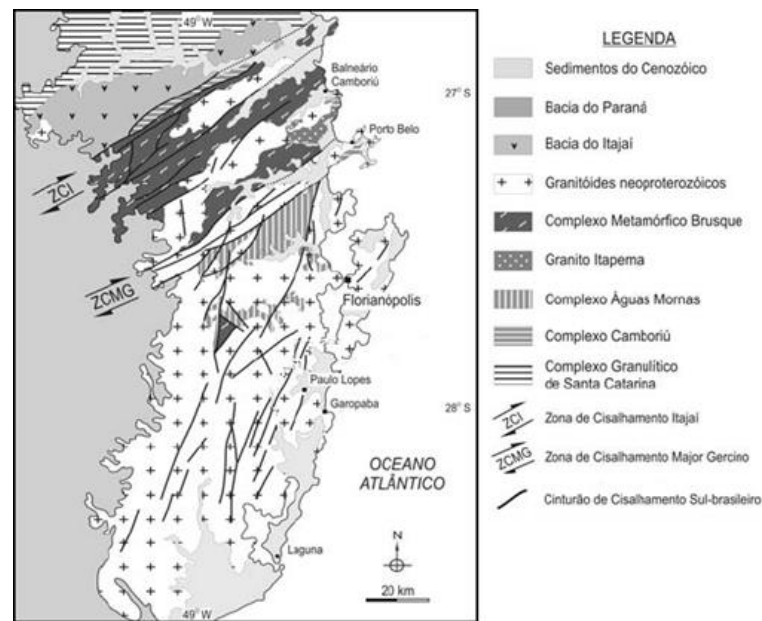 49° W
Balneário
Camboriú
27° S
Porto Belo
ZCI
ZCMG
Florianópolis
Paulo Lopes
Garopaba
28° S
OCEANO
ATLÂNTICO
Laguna
N
20 km
49° W
LEGENDA
Sedimentos do Cenozóico
Bacia do Paraná
Bacia do Itajaí
Granitóides neoproterozóicos
Complexo Metamórfico Brusque
Granito Itapema
Complexo Águas Mornas
Complexo Camboriú
Complexo Granulítico
de Santa Catarina
ZCI
Zona de Cisalhamento Itajaí
ZCMG
Zona de Cisalhamento Major Gercino
Cinturão de Cisalhamento Sul-brasileiro